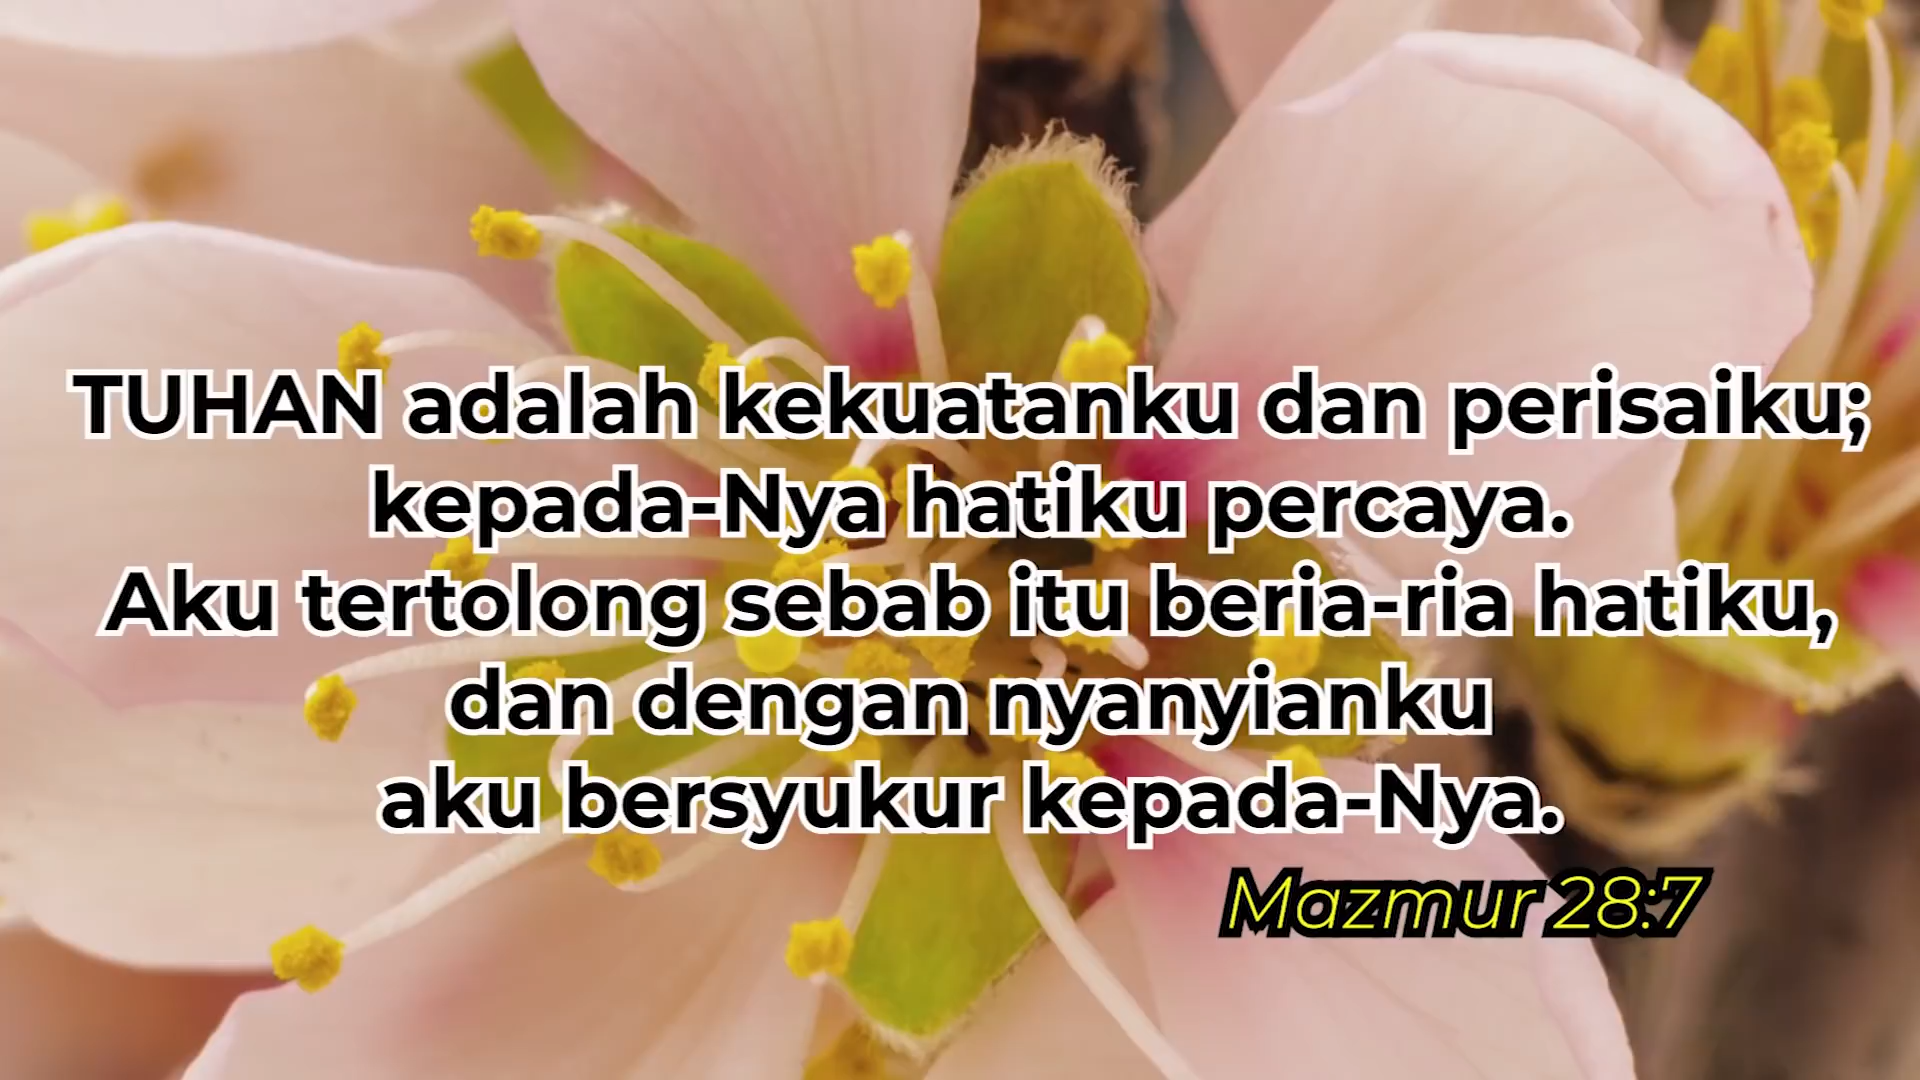 TUHAN adalah kekuatanku dan perisaiku;
kepada-Nya hatiku percaya.
Aku tertolong sebab itu beria-ria hatiku,
dan dengan nyanyianku
aku bersyukur kepada-Nya.
Mazmur 28:7